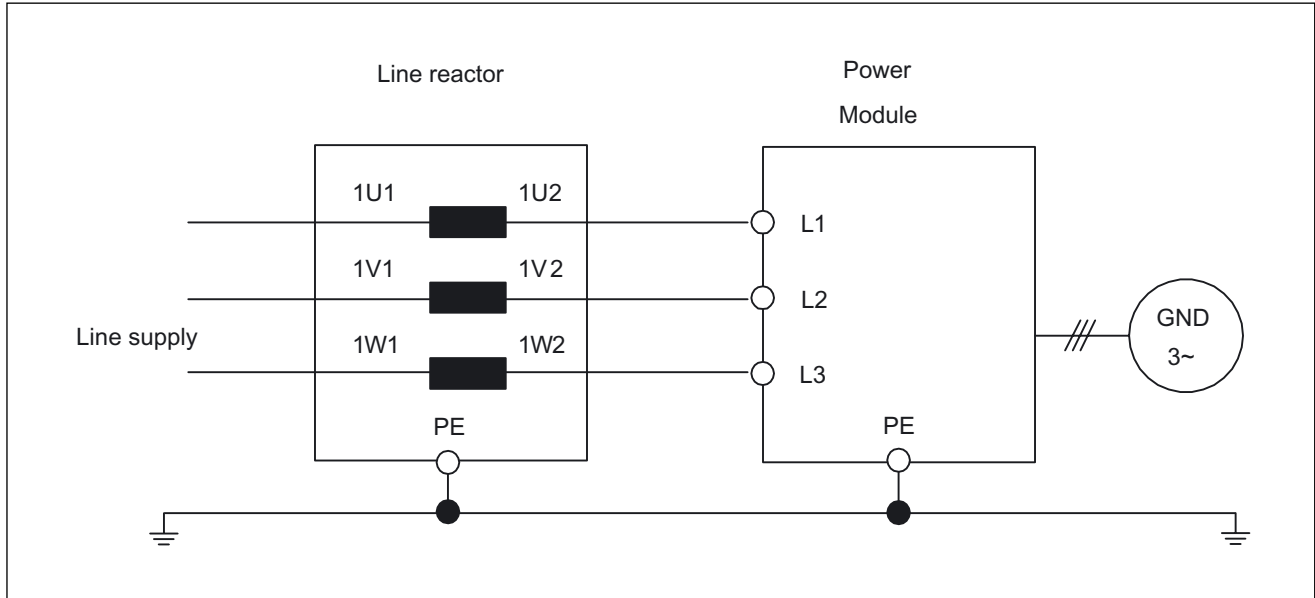 Line reactor
Power
Module
1U1
1U2
L1
1V1
1V2
L2
Line supply
1W1
1W2
L3
GND
3~
PE
PE